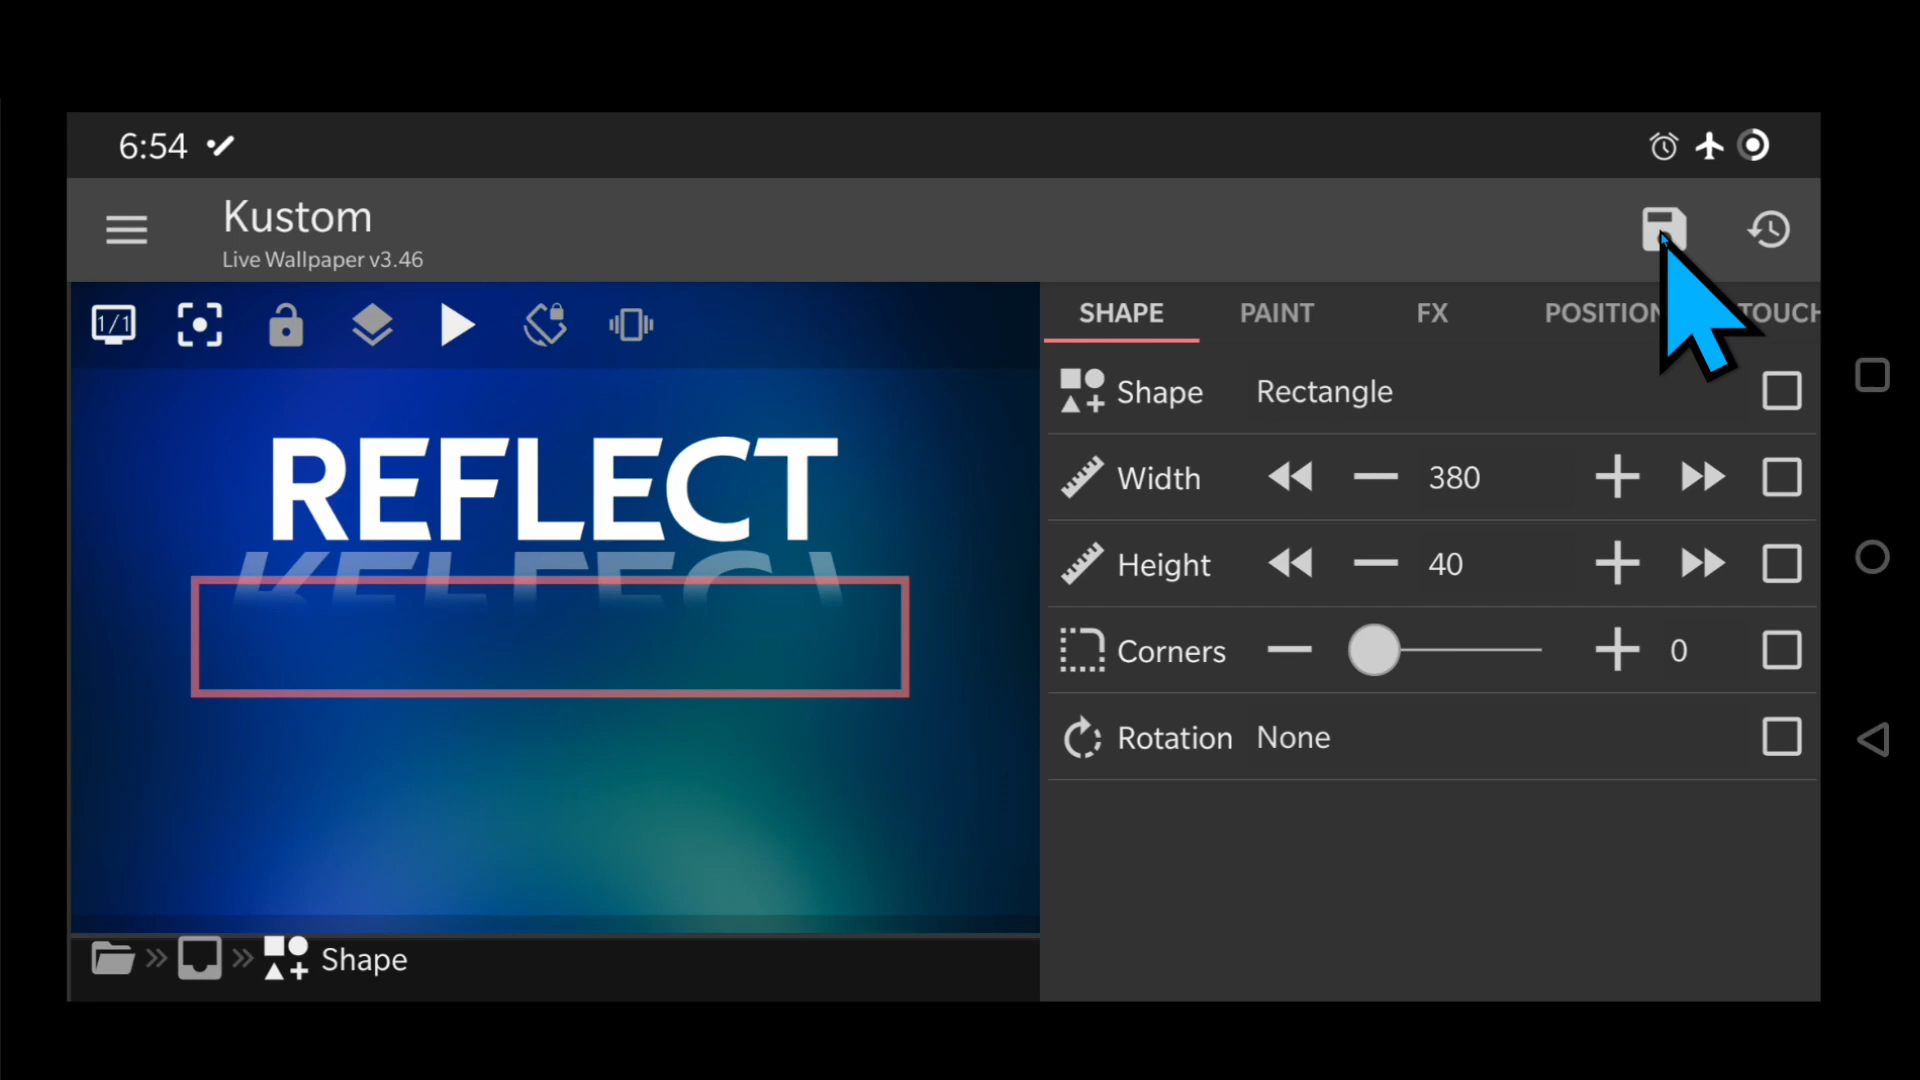 6:54
Kustom
Live Wallpaper v3.46
1/1
SHAPE PAINT FX POSITION TOUCH
REFLECT
Shape Rectangle
Width 380
Height 40
Corners 0
Rotation None
Shape